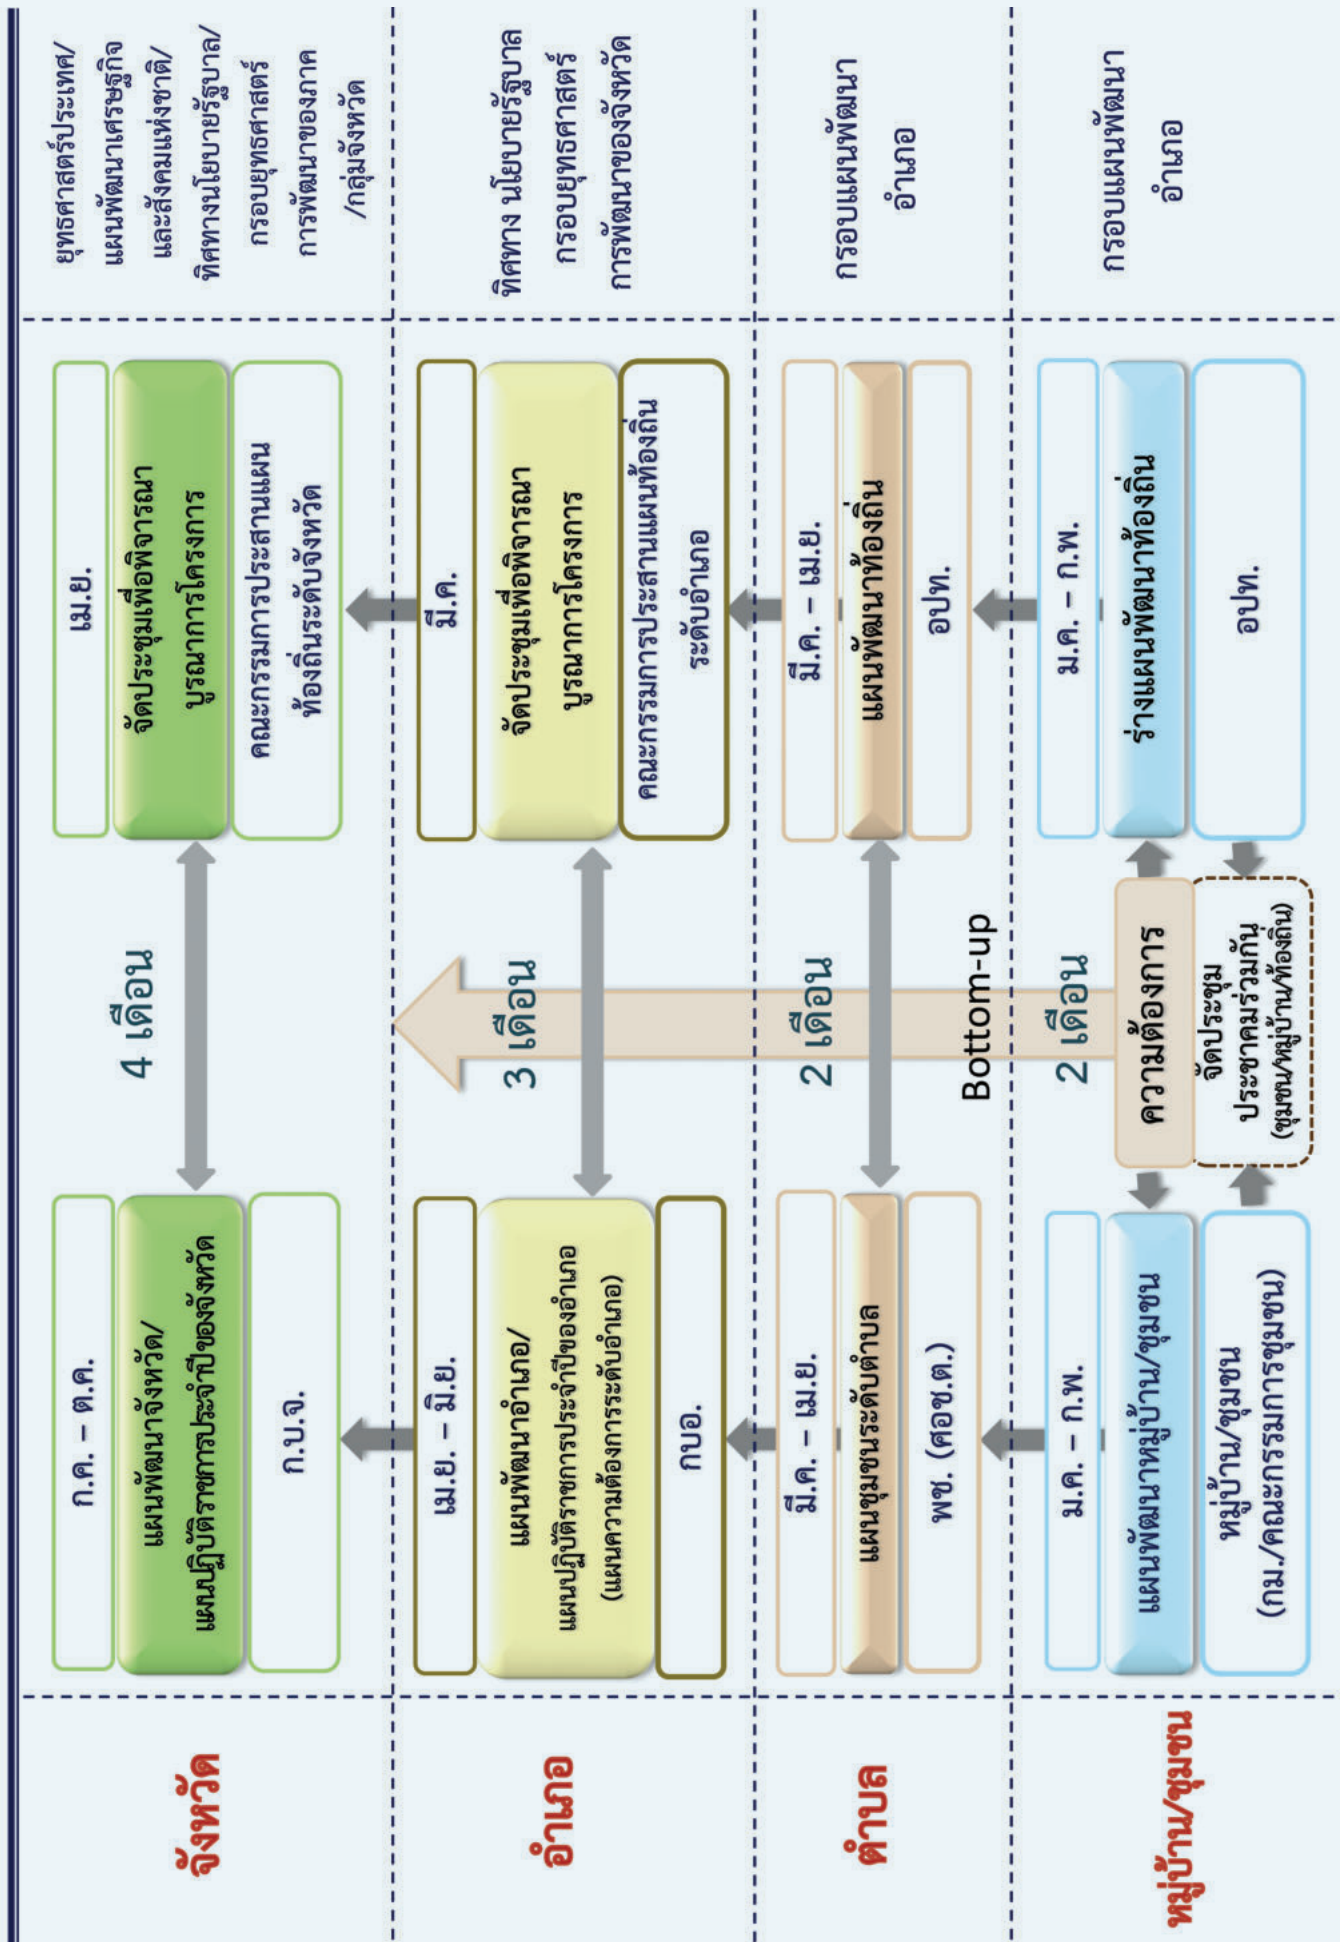 จังหวัด
ก.ค. – ต.ค.
แผนพัฒนาจังหวัด/
แผนปฏิบัติราชการประจำปีของจังหวัด
ก.บ.จ.
4 เดือน
เม.ย.
จัดประชุมเพื่อพิจารณา
บูรณาการโครงการ
คณะกรรมการประสานแผน
ท้องถิ่นระดับจังหวัด
ยุทธศาสตร์ประเทศ/
แผนพัฒนาเศรษฐกิจ
และสังคมแห่งชาติ/
ทิศทางนโยบายรัฐบาล/
กรอบยุทธศาสตร์
การพัฒนาของภาค
/กลุ่มจังหวัด
อำเภอ
เม.ย. – มิ.ย.
แผนพัฒนาอำเภอ/
แผนปฏิบัติราชการประจำปีของอำเภอ
(แผนความต้องการระดับอำเภอ)
กบอ.
3 เดือน
มี.ค.
จัดประชุมเพื่อพิจารณา
บูรณาการโครงการ
คณะกรรมการประสานแผนท้องถิ่น
ระดับอำเภอ
ทิศทาง นโยบายรัฐบาล
กรอบยุทธศาสตร์
การพัฒนาของจังหวัด
ตำบล
มี.ค. – เม.ย.
แผนชุมชนระดับตำบล
พช. (ศอช.ต.)
2 เดือน
Bottom-up
มี.ค. – เม.ย.
แผนพัฒนาท้องถิ่น
อปท.
กรอบแผนพัฒนา
อำเภอ
หมู่บ้าน/ชุมชน
ม.ค. – ก.พ.
แผนพัฒนาหมู่บ้าน/ชุมชน
หมู่บ้าน/ชุมชน
(กม./คณะกรรมการชุมชน)
2 เดือน
ความต้องการ
จัดประชุม
ประชาคมร่วมกัน
(ชุมชน/หมู่บ้าน/ท้องถิ่น)
ม.ค. – ก.พ.
ร่างแผนพัฒนาท้องถิ่น
อปท.
กรอบแผนพัฒนา
อำเภอ